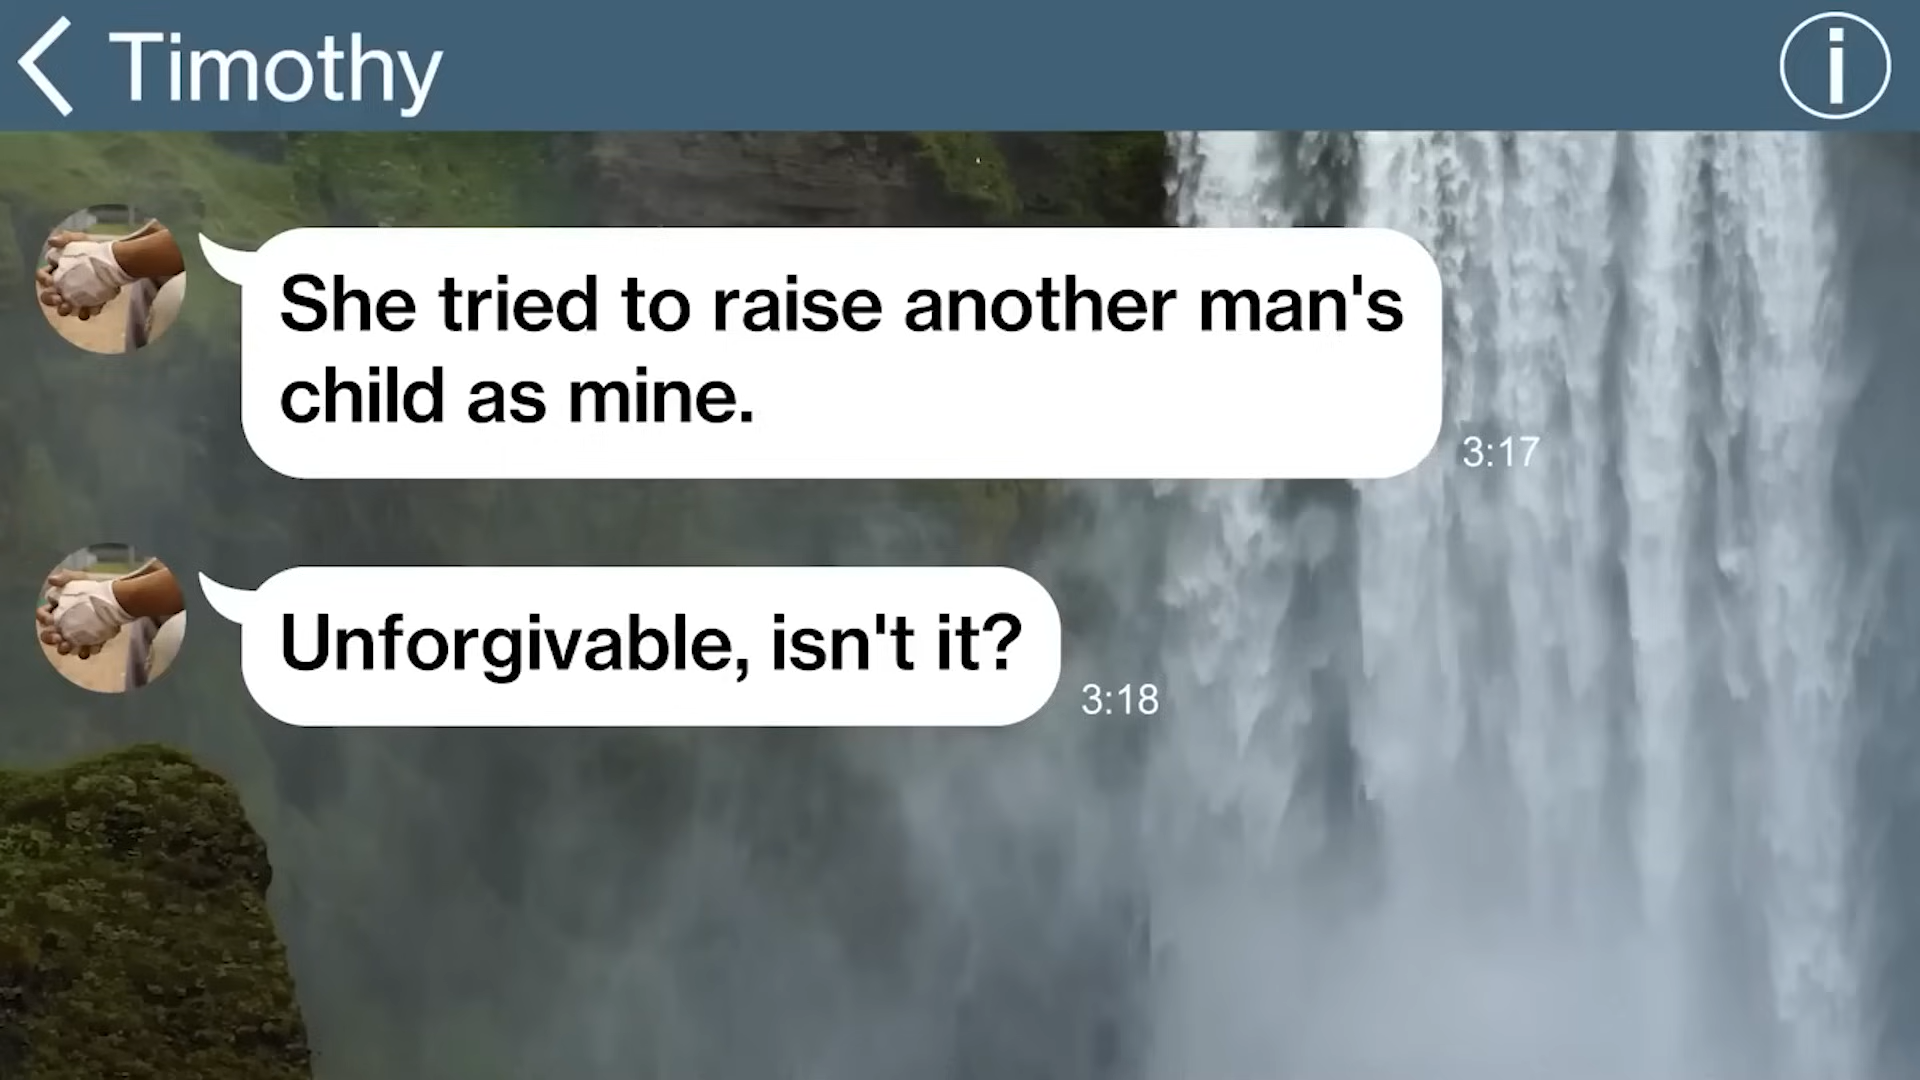 Timothy
She tried to raise another man's
child as mine.
3:17
Unforgivable, isn't it?
3:18